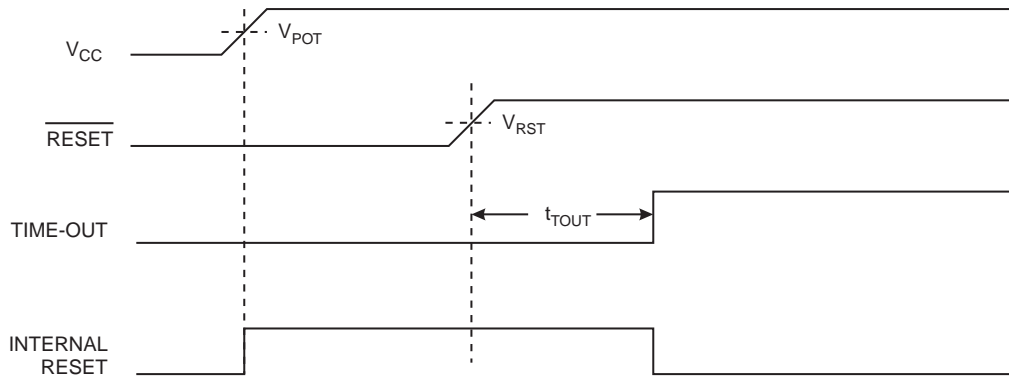 V_CC
V_POT
RESET
V_RST
TIME-OUT
t_TOUT
INTERNAL
RESET